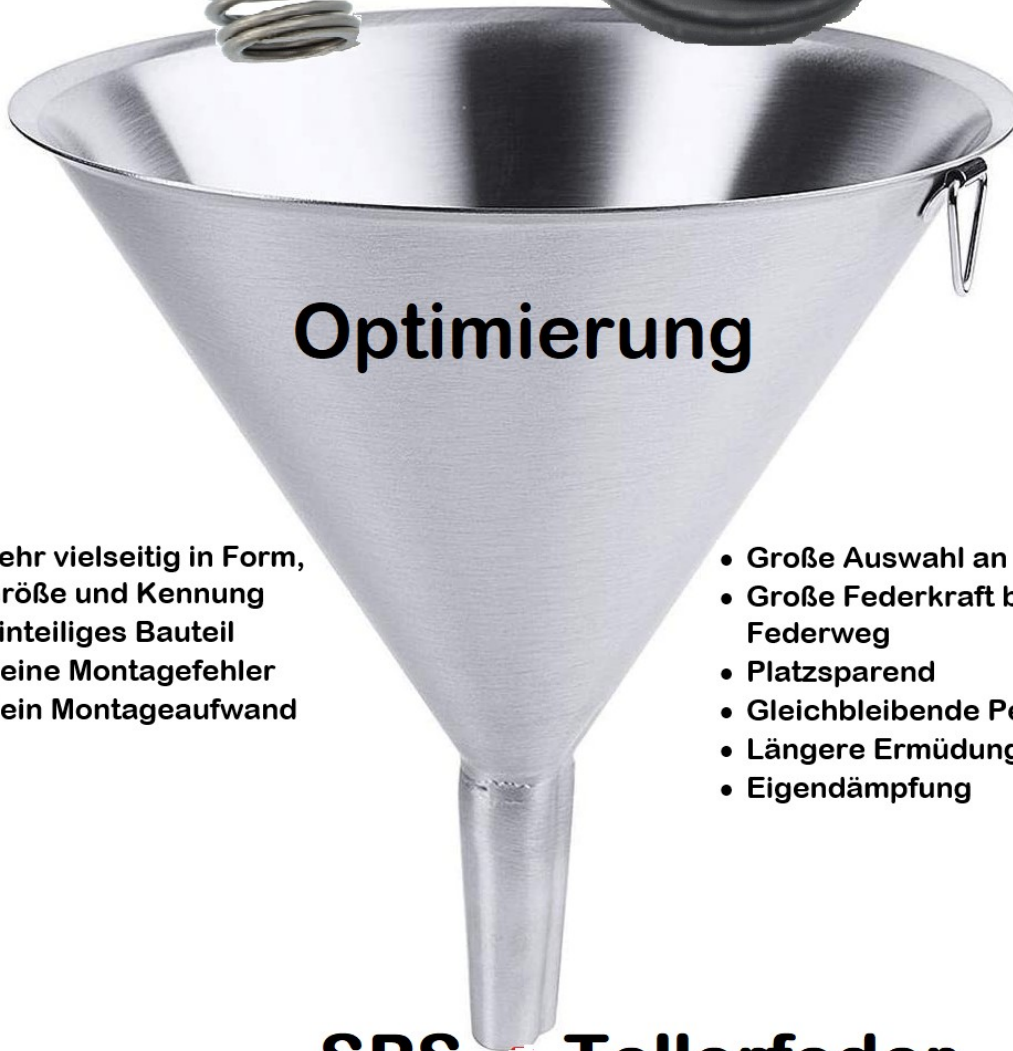 Optimierung
ehr vielseitig in Form,
röße und Kennung
inteiliges Bauteil
eine Montagefehler
ein Montageaufwand
• Große Auswahl an
• Große Federkraft b
Federweg
• Platzsparend
• Gleichbleibende Pe
• Längere Ermüdung
• Eigendämpfung